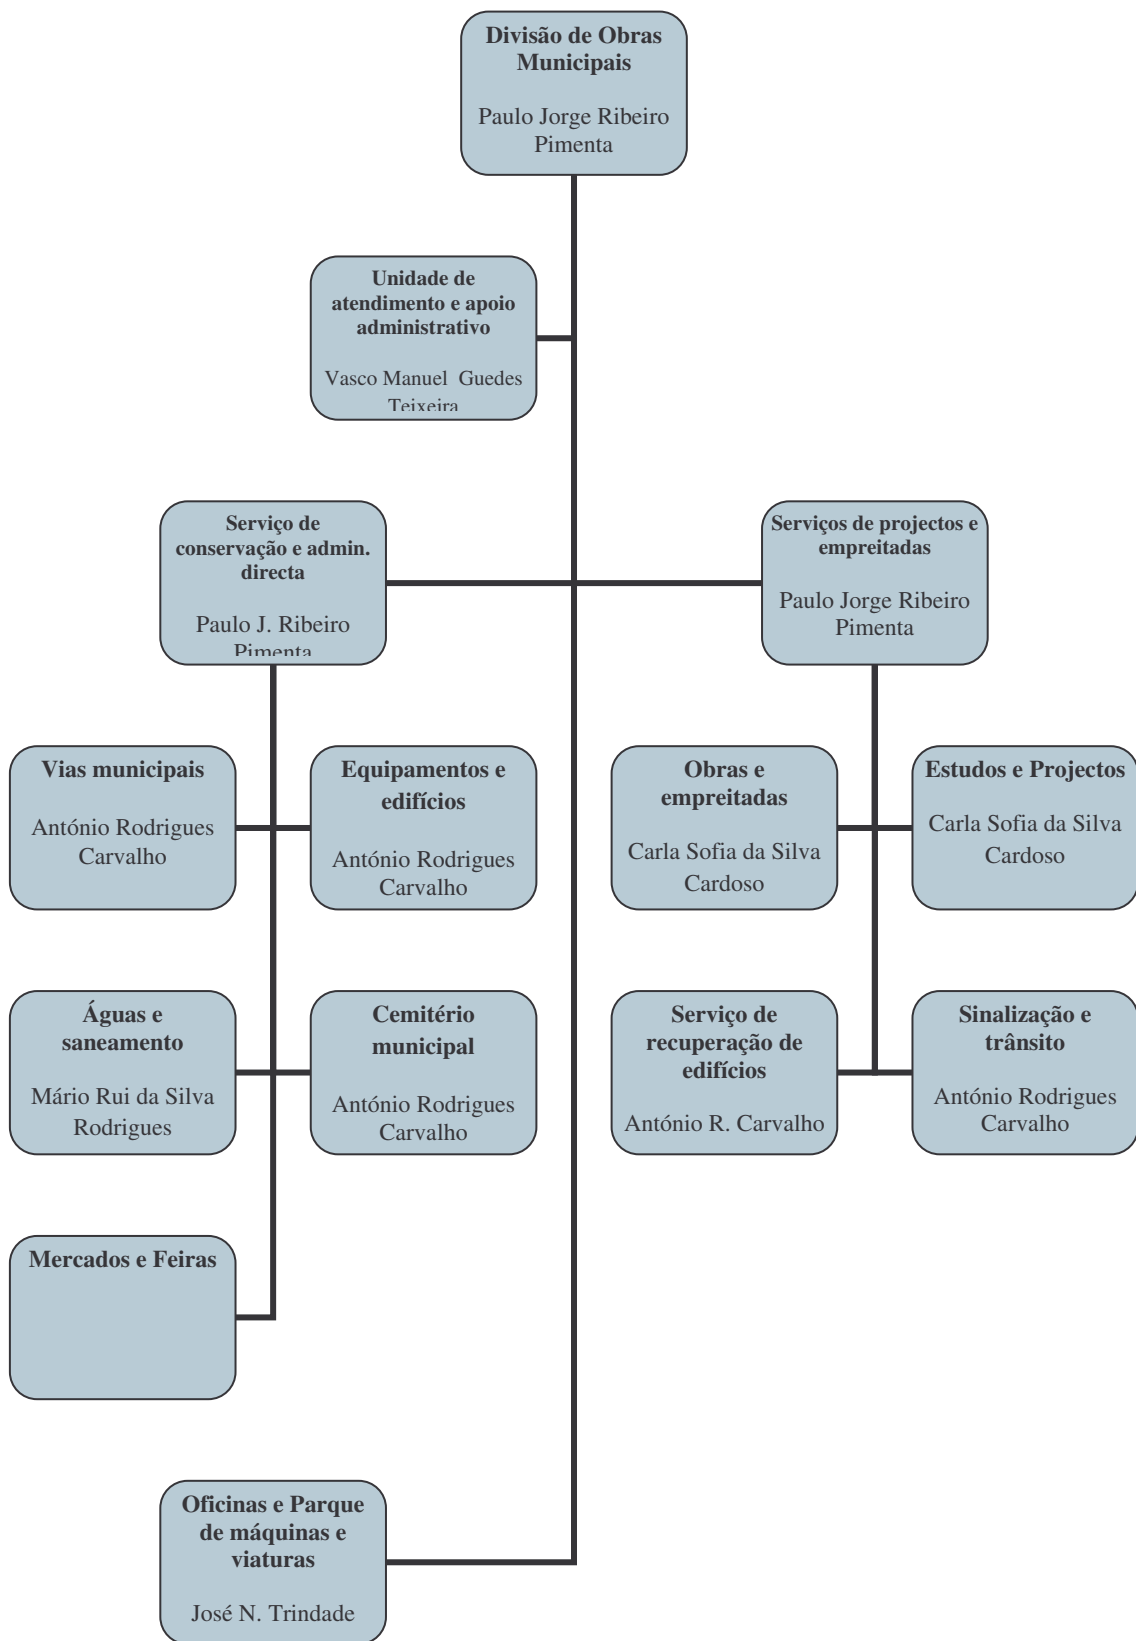 Divisão de Obras
Municipais
Paulo Jorge Ribeiro
Pimenta
Unidade de
atendimento e apoio
administrativo
Vasco Manuel  Guedes
Teixeira
Serviço de
conservação e admin.
directa
Paulo J. Ribeiro
Pimenta
Serviços de projectos e
empreitadas
Paulo Jorge Ribeiro
Pimenta
Vias municipais
António Rodrigues
Carvalho
Equipamentos e
edifícios
António Rodrigues
Carvalho
Obras e
empreitadas
Carla Sofia da Silva
Cardoso
Estudos e Projectos
Carla Sofia da Silva
Cardoso
Águas e
saneamento
Mário Rui da Silva
Rodrigues
Cemitério
municipal
António Rodrigues
Carvalho
Serviço de
recuperação de
edifícios
António R. Carvalho
Sinalização e
trânsito
António Rodrigues
Carvalho
Mercados e Feiras
Oficinas e Parque
de máquinas e
viaturas
José N. Trindade